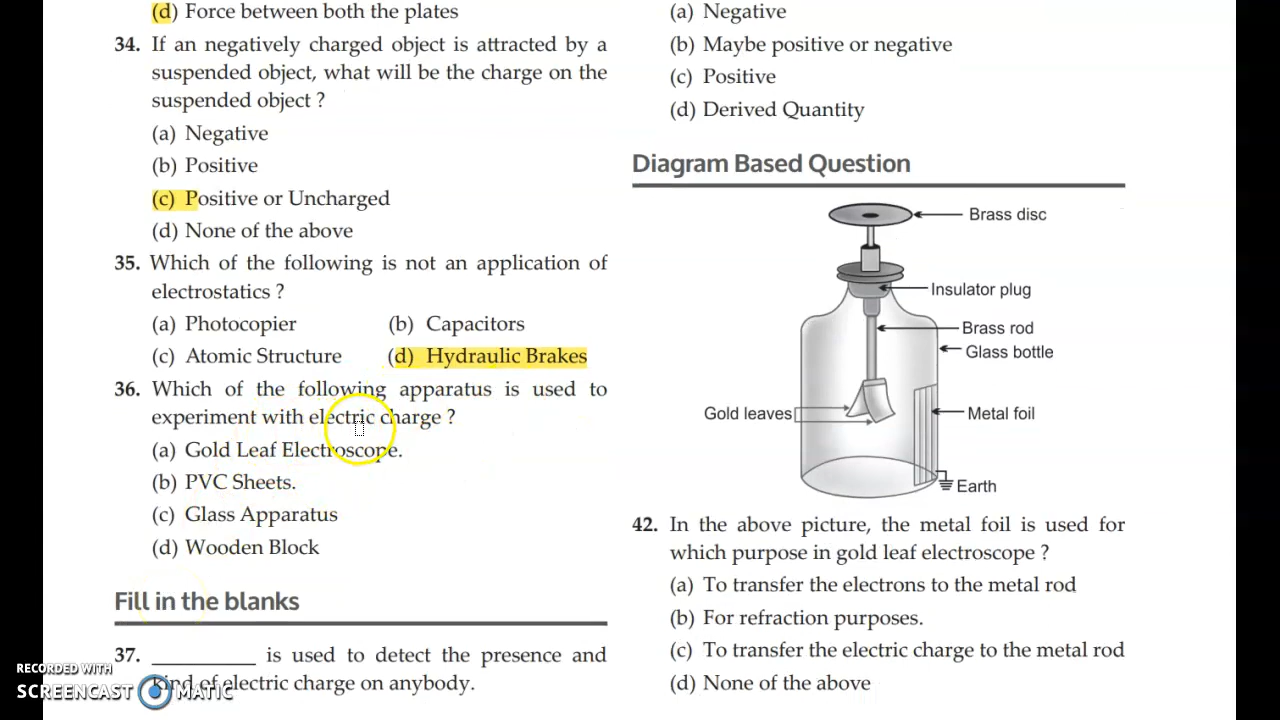 (d) Force between both the plates
34. If an negatively charged object is attracted by a
suspended object, what will be the charge on the
suspended object ?
(a) Negative
(b) Positive
(c) Positive or Uncharged
(d) None of the above
35. Which of the following is not an application of
electrostatics ?
(a) Photocopier (b) Capacitors
(c) Atomic Structure (d) Hydraulic Brakes
36. Which of the following apparatus is used to
experiment with electric charge ?
(a) Gold Leaf Electroscope.
(b) PVC Sheets.
(c) Glass Apparatus
(d) Wooden Block
Fill in the blanks
37. __________ is used to detect the presence and
kind of electric charge on anybody.
RECORDED WITH
SCREENCAST MATIC
(a) Negative
(b) Maybe positive or negative
(c) Positive
(d) Derived Quantity
Diagram Based Question
Brass disc
Insulator plug
Brass rod
Glass bottle
Gold leaves
Metal foil
Earth
42. In the above picture, the metal foil is used for
which purpose in gold leaf electroscope ?
(a) To transfer the electrons to the metal rod
(b) For refraction purposes.
(c) To transfer the electric charge to the metal rod
(d) None of the above